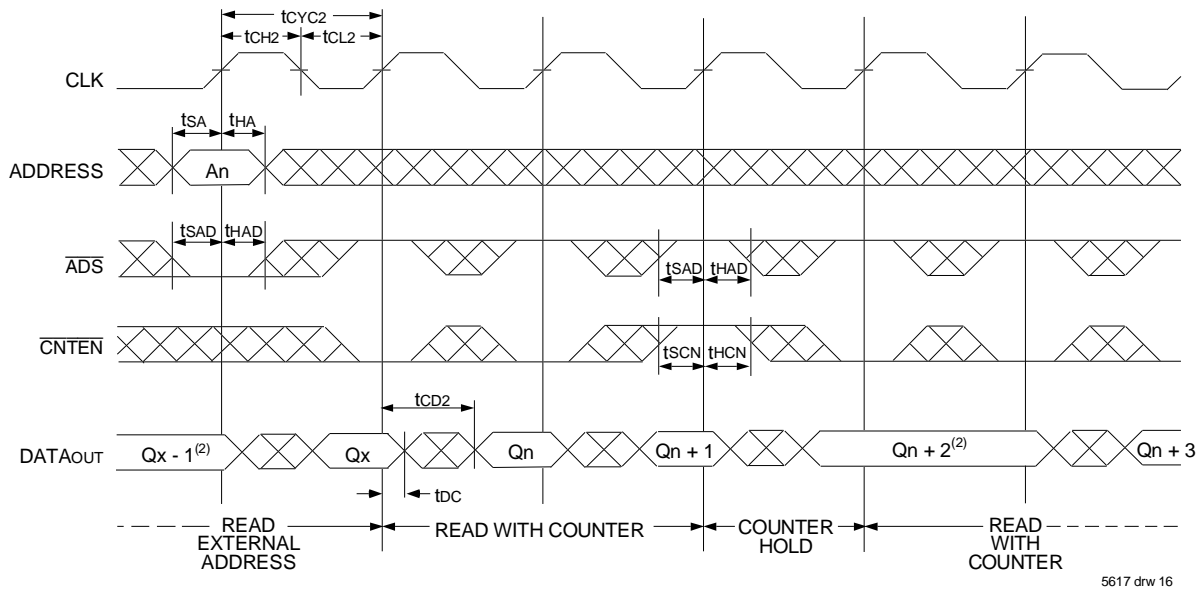 tCYC2
tCH2 tCL2
CLK
tSA tHA
ADDRESS An
tSAD tHAD
ADS
tSAD tHAD
CNTEN
tSCN tHCN
tCD2
DATAOUT Qx - 1(2) Qx Qn Qn + 1 Qn + 2(2) Qn + 3
tDC
READ EXTERNAL ADDRESS
READ WITH COUNTER
COUNTER HOLD
READ WITH COUNTER
5617 drw 16